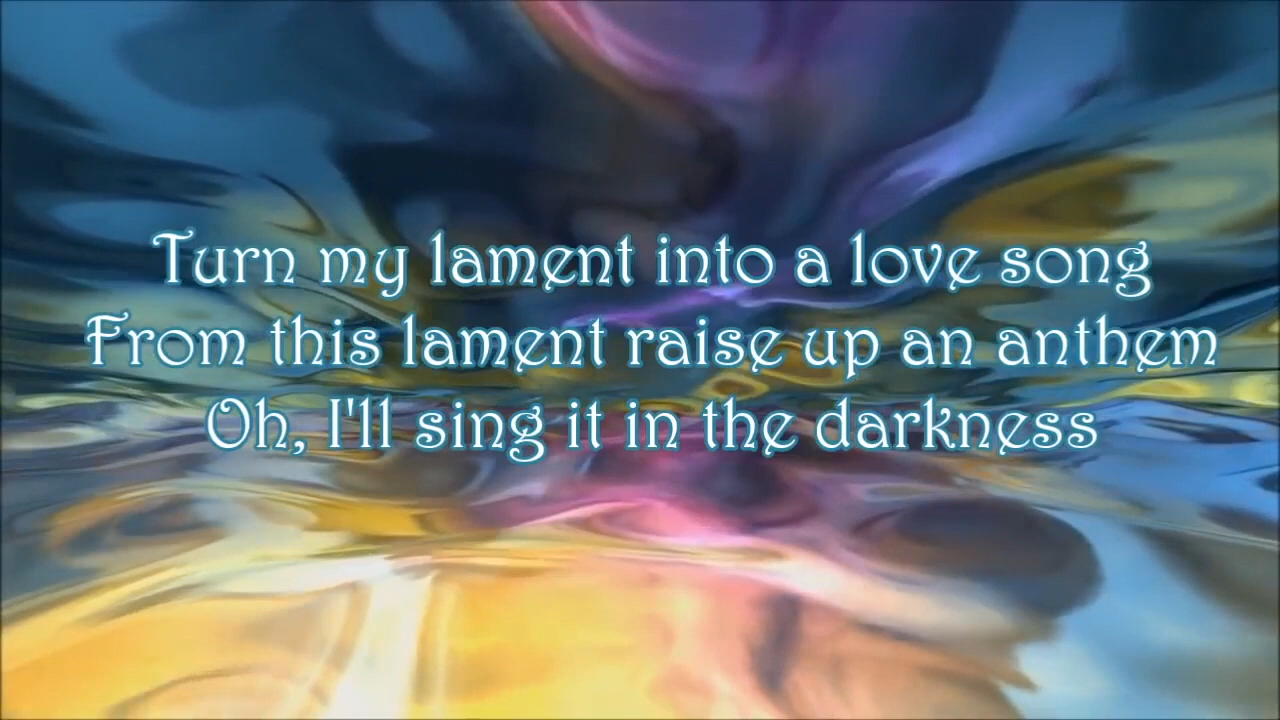 Turn my lament into a love song
From this lament raise up an anthem
Oh, I'll sing it in the darkness